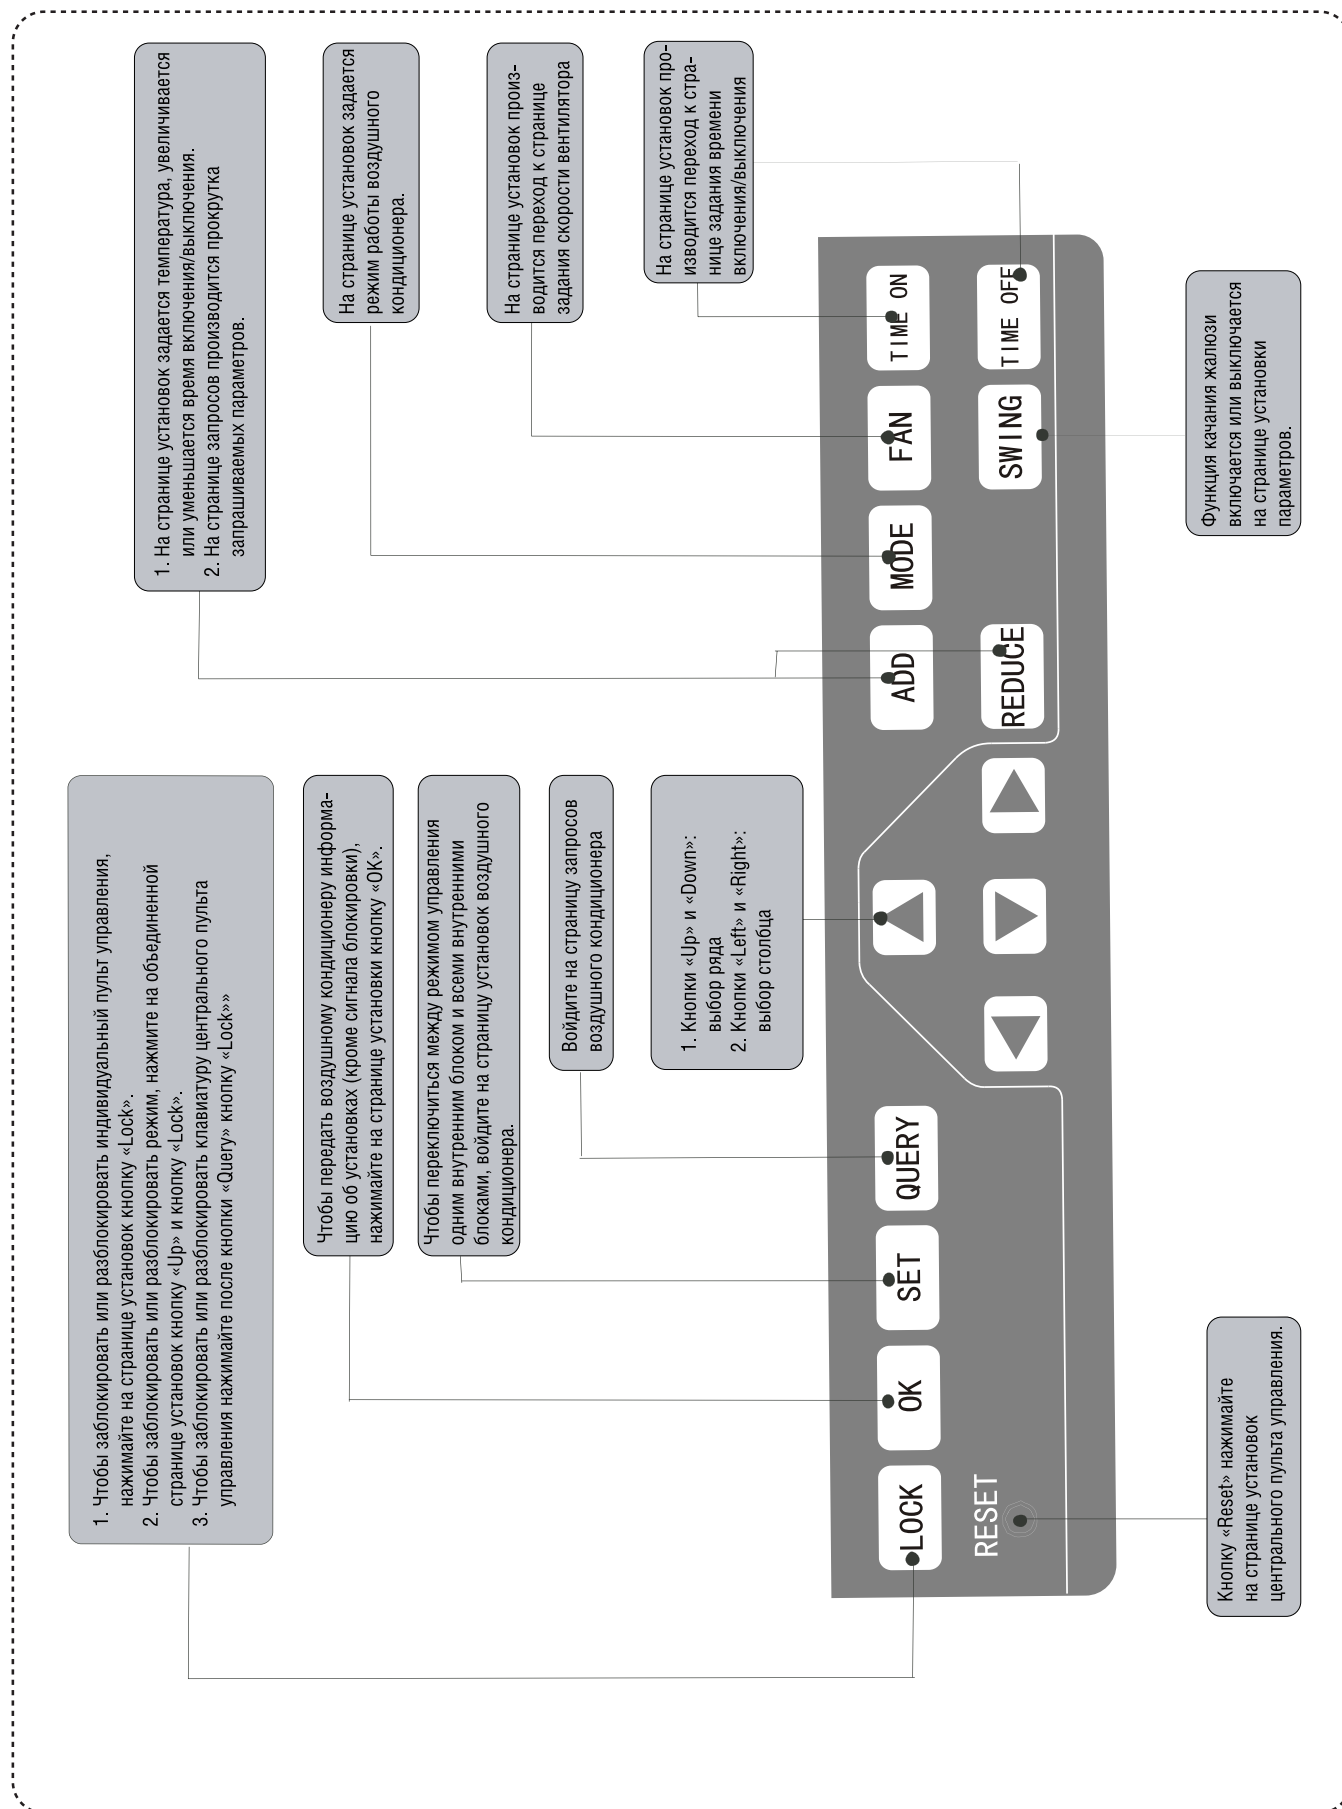 1. Чтобы заблокировать или разблокировать индивидуальный пульт управления,
нажимайте на странице установок кнопку «Lock».
2. Чтобы заблокировать или разблокировать режим, нажмите на объединенной
странице установок кнопку «Up» и кнопку «Lock».
3. Чтобы заблокировать или разблокировать клавиатуру центрального пульта
управления нажимайте после кнопки «Query» кнопку «Lock»»
1. На странице установок задается температура, увеличивается
или уменьшается время включения/выключения.
2. На странице запросов производится прокрутка
запрашиваемых параметров.
Чтобы передать воздушному кондиционеру информа-
цию об установках (кроме сигнала блокировки),
нажимайте на странице установки кнопку «OK».
На странице установок задается
режим работы воздушного
кондиционера.
Чтобы переключиться между режимом управления
одним внутренним блоком и всеми внутренними
блоками, войдите на страницу установок воздушного
кондиционера.
На странице установок произ-
водится переход к странице
задания скорости вентилятора
Войдите на страницу запросов
воздушного кондиционера
1. Кнопки «Up» и «Down»:
выбор ряда
2. Кнопки «Left» и «Right»:
выбор столбца
На странице установок про-
изводится переход к стра-
нице задания времени
включения/выключения
LOCK
OK
SET
QUERY
ADD
MODE
FAN
TIME ON
RESET
REDUCE
SWING
TIME OFF
Кнопку «Reset» нажимайте
на странице установок
центрального пульта управления.
Функция качания жалюзи
включается или выключается
на странице установки
параметров.